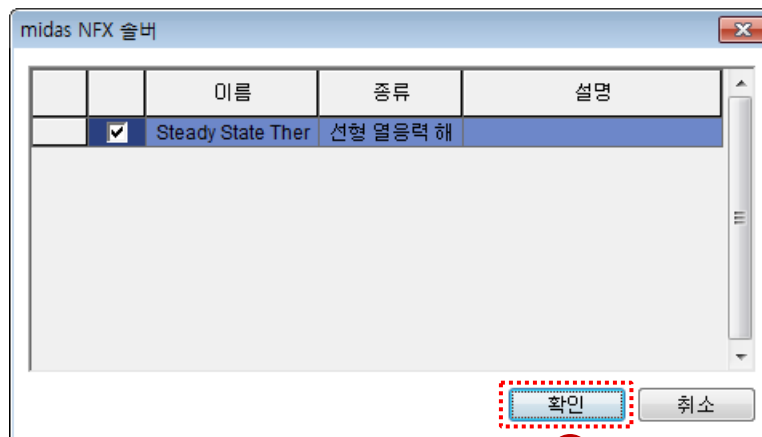 midas NFX 솔버
이름 종류 설명
Steady State Ther 선형 열응력 해
확인 취소